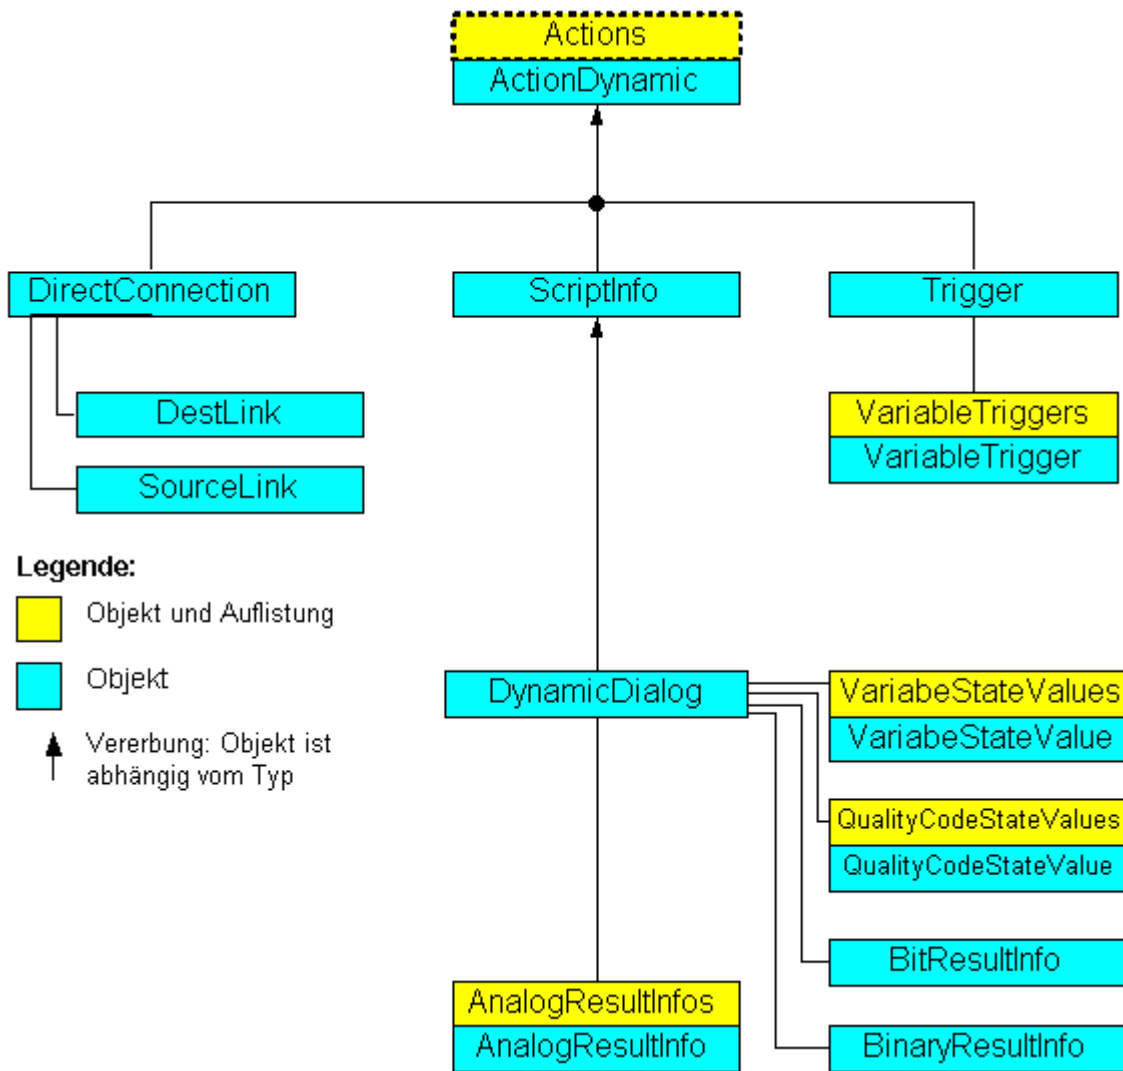 Actions
ActionDynamic
DirectConnection
ScriptInfo
Trigger
DestLink
SourceLink
VariableTriggers
VariableTrigger
Legende:
Objekt und Auflistung
Objekt
Vererbung: Objekt ist
abhängig vom Typ
DynamicDialog
VariabeStateValues
VariabeStateValue
QualityCodeStateValues
QualityCodeStateValue
BitResultInfo
AnalogResultInfos
AnalogResultInfo
BinaryResultInfo